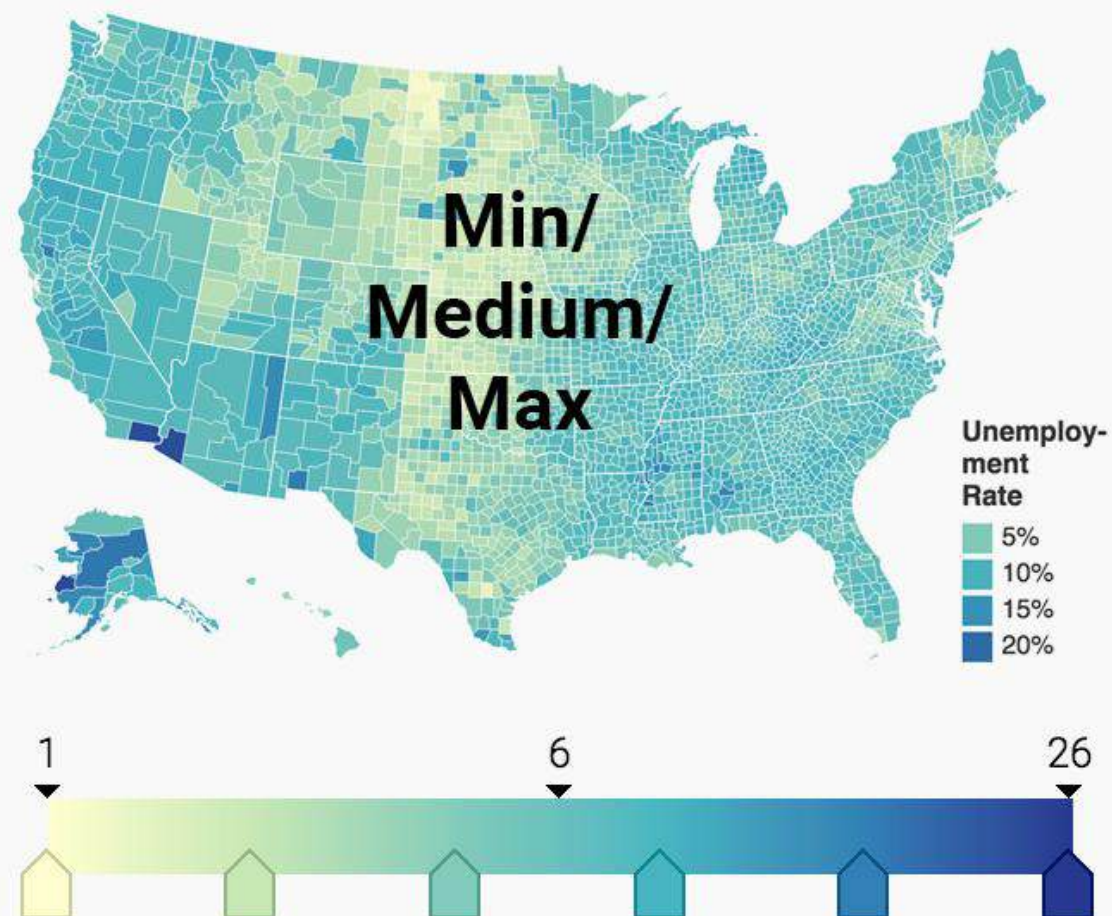 Min/
Medium/
Max
Unemploy-
ment
Rate
5%
10%
15%
20%
1 6 26